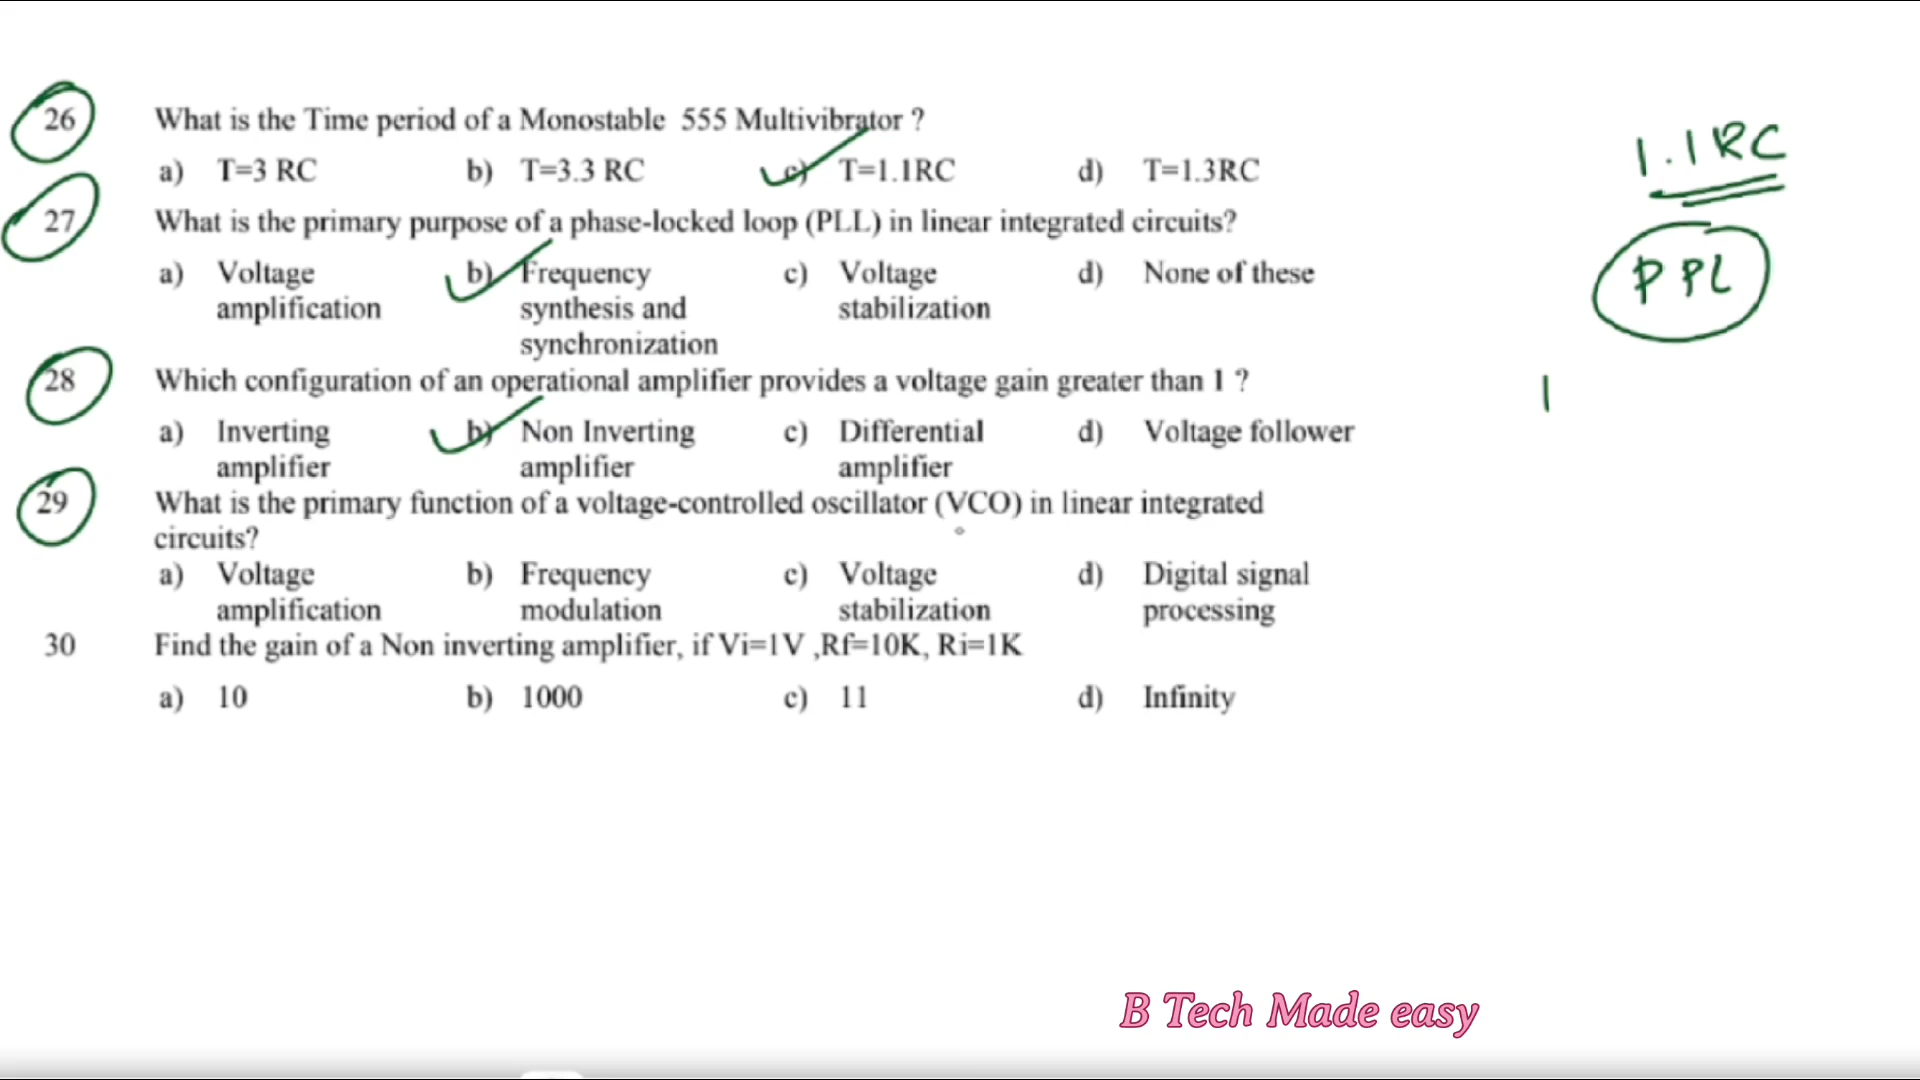 26 What is the Time period of a Monostable 555 Multivibrator ?
1.1RC
a) T=3 RC b) T=3.3 RC c) T=1.1RC d) T=1.3RC
27 What is the primary purpose of a phase-locked loop (PLL) in linear integrated circuits?
PPL
a) Voltage amplification b) Frequency synthesis and synchronization c) Voltage stabilization d) None of these
28 Which configuration of an operational amplifier provides a voltage gain greater than 1 ?
1
a) Inverting amplifier b) Non Inverting amplifier c) Differential amplifier d) Voltage follower
29 What is the primary function of a voltage-controlled oscillator (VCO) in linear integrated
circuits?
a) Voltage amplification b) Frequency modulation c) Voltage stabilization d) Digital signal processing
30 Find the gain of a Non inverting amplifier, if Vi=1V ,Rf=10K, Ri=1K
a) 10 b) 1000 c) 11 d) Infinity
B Tech Made easy